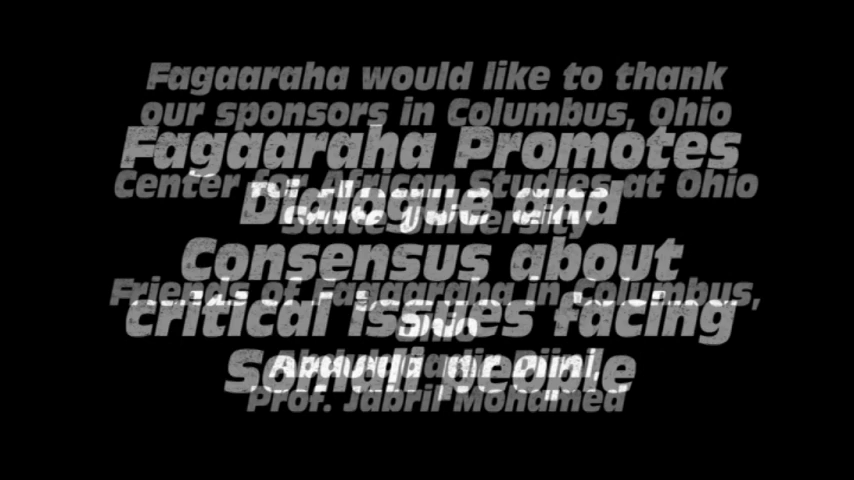 Fagaaraha would like to thank
our sponsors in Columbus, Ohio
Center for African Studies at Ohio
State University
Friends of Fagaaraha in Columbus,
Ohio
Prof. Jabril Mohamed
Fagaaraha Promotes
Dialogue and
Consensus about
critical issues facing
Somali people